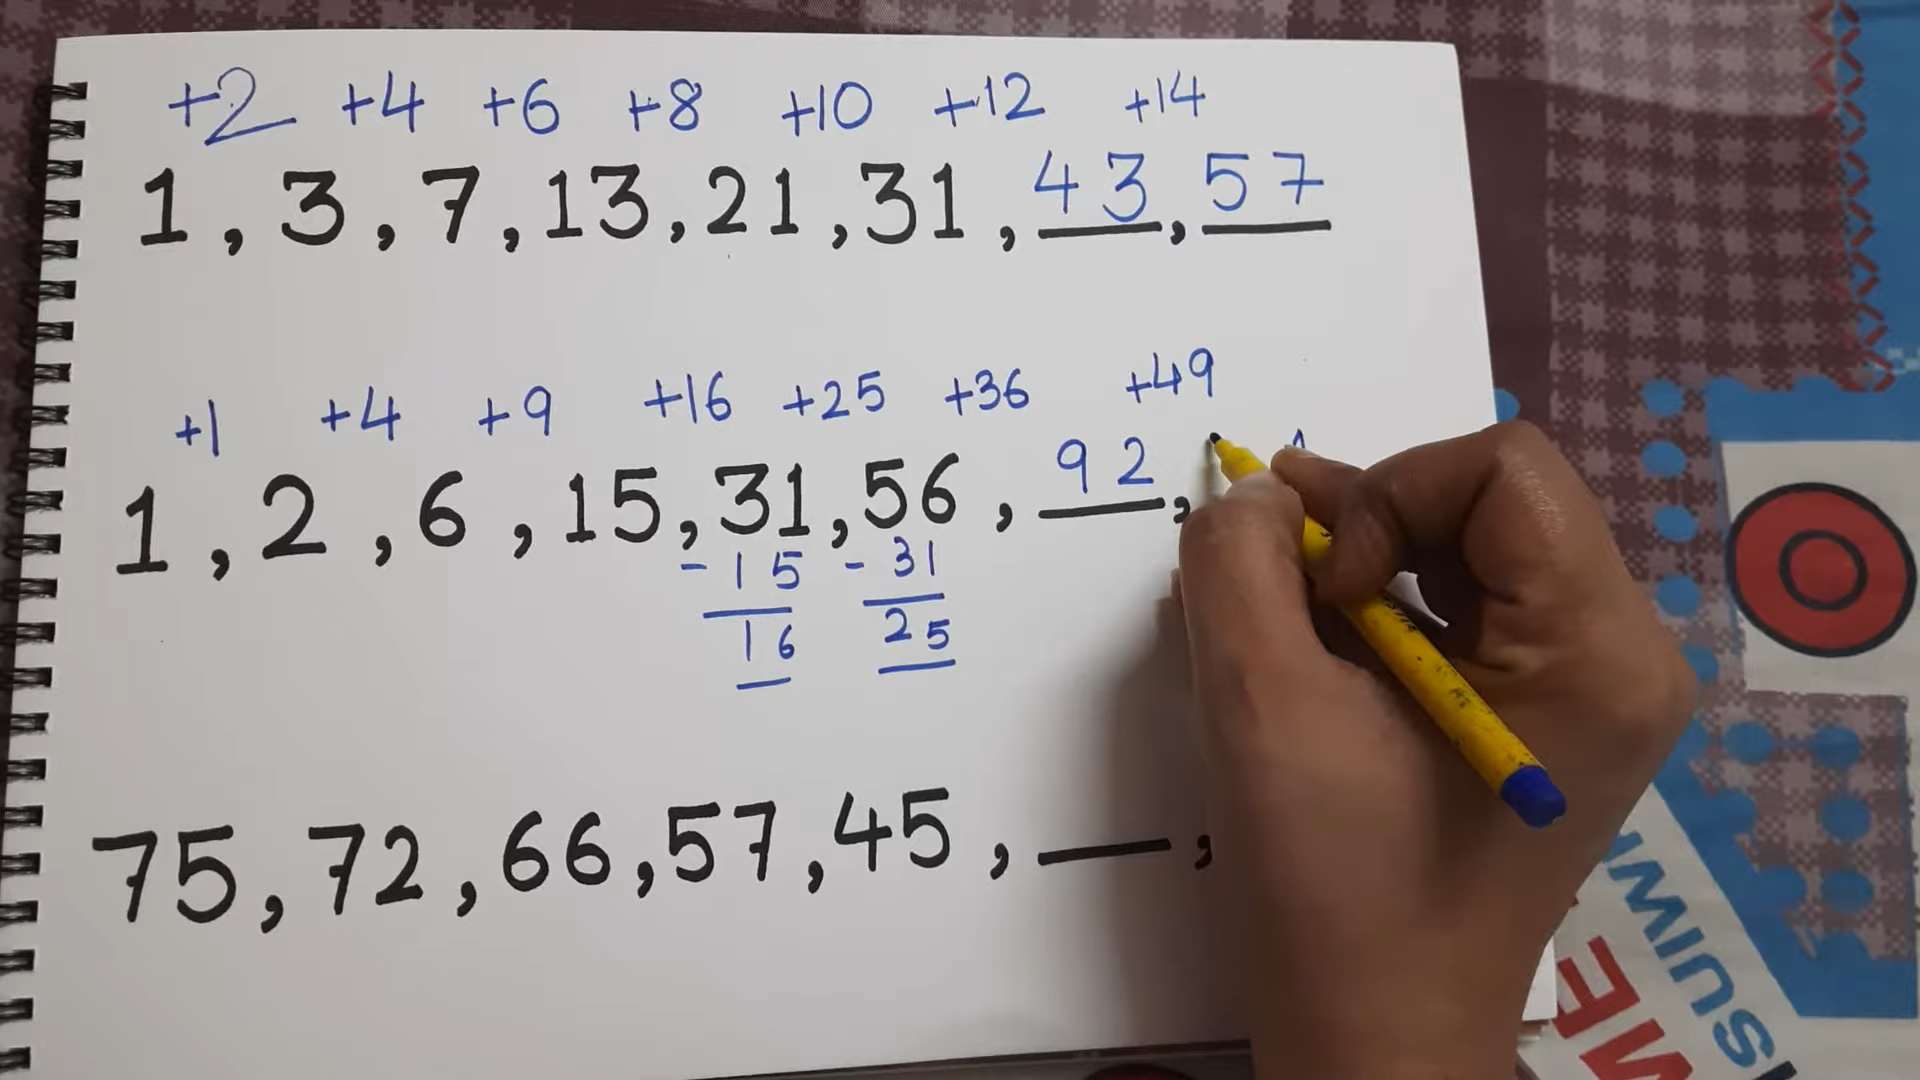 +2 +4 +6 +8 +10 +12 +14
1, 3, 7, 13, 21, 31, 43, 57
+1 +4 +9 +16 +25 +36 +49
1, 2, 6, 15, 31, 56, 92,
- 15 - 31
16 25
75, 72, 66, 57, 45, __,